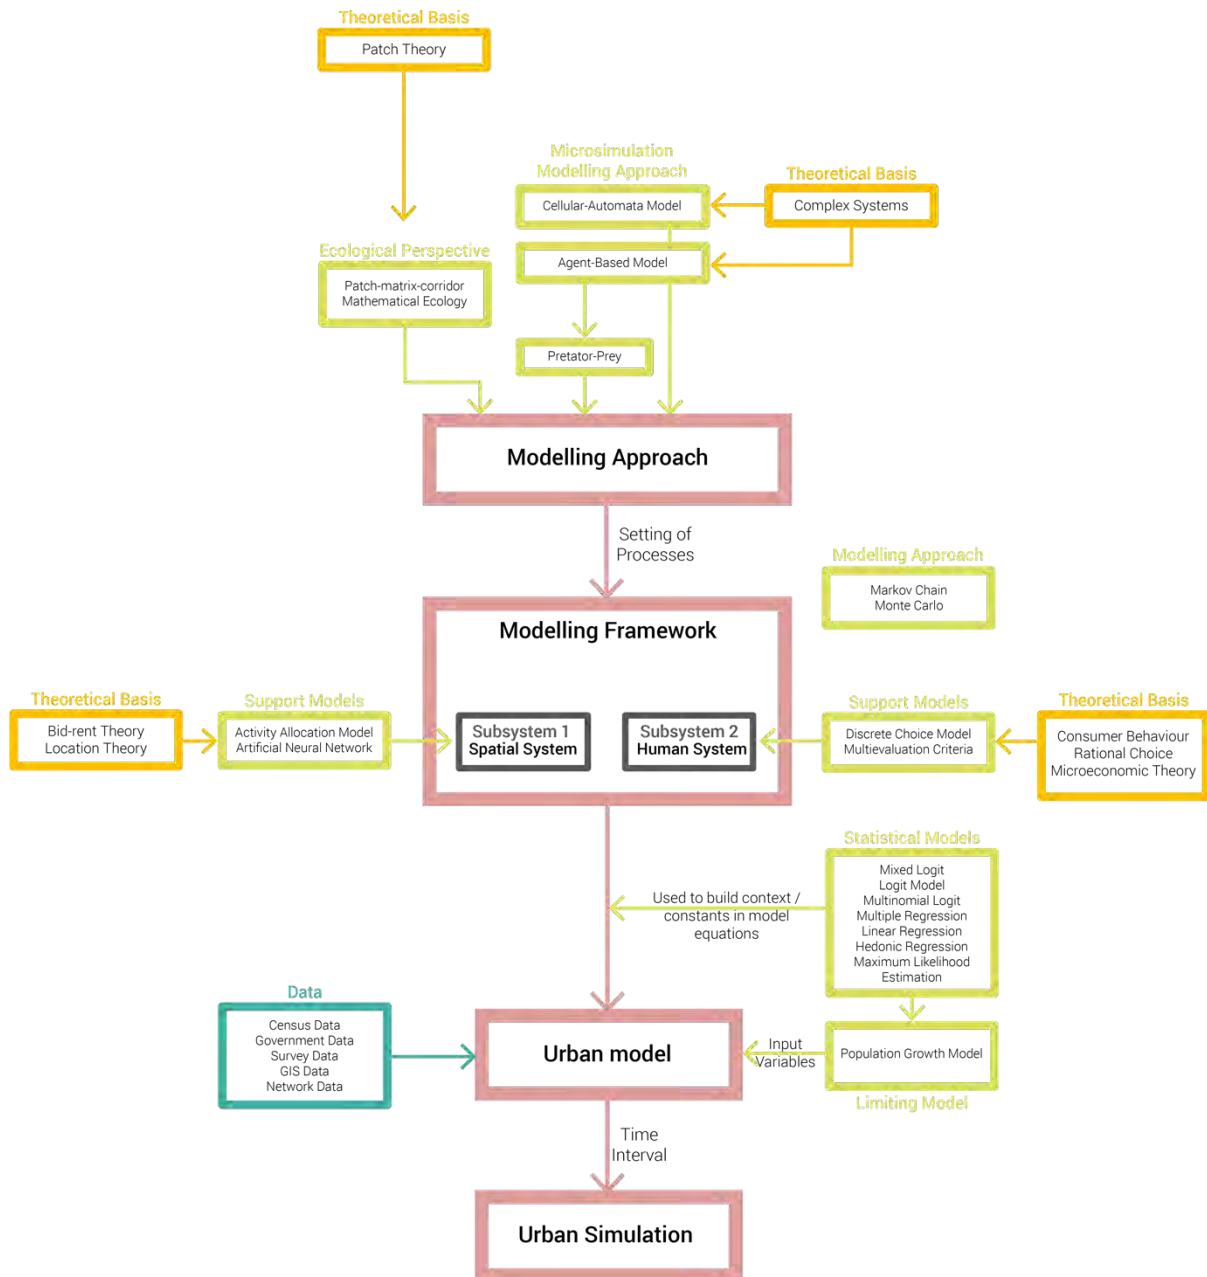 Theoretical Basis
Patch Theory
Microsimulation
Modelling Approach
Theoretical Basis
Cellular-Automata Model
Complex Systems
Ecological Perspective
Agent-Based Model
Patch-matrix-corridor
Mathematical Ecology
Pretator-Prey
Modelling Approach
Setting of
Processes
Modelling Approach
Markov Chain
Monte Carlo
Modelling Framework
Theoretical Basis
Bid-rent Theory
Location Theory
Support Models
Activity Allocation Model
Artificial Neural Network
Subsystem 1
Spatial System
Subsystem 2
Human System
Support Models
Discrete Choice Model
Multievaluation Criteria
Theoretical Basis
Consumer Behaviour
Rational Choice
Microeconomic Theory
Statistical Models
Mixed Logit
Logit Model
Multinomial Logit
Multiple Regression
Linear Regression
Hedonic Regression
Maximum Likelihood
Estimation
Used to build context /
constants in model
equations
Data
Census Data
Government Data
Survey Data
GIS Data
Network Data
Urban model
Input
Variables
Population Growth Model
Limiting Model
Time
Interval
Urban Simulation